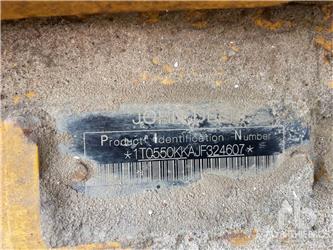 JOHN DEERE
P I N
Product Identification Number
*1T0550KKAJF324607*